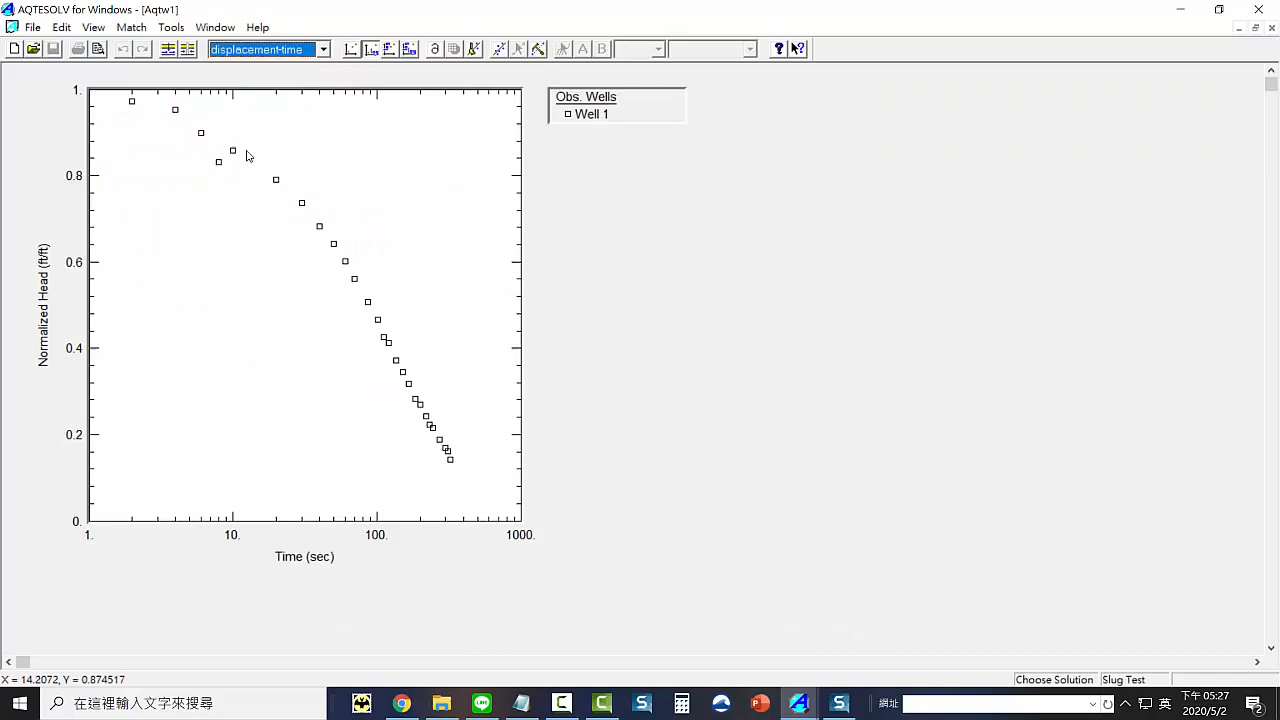 AQTESOLV for Windows - [Aqtw1]
File Edit View Match Tools Window Help
displacement-time
Obs. Wells
Well 1
1.
0.8
0.6
0.4
0.2
0.
Normalized Head (ft/ft)
1. 10. 100. 1000.
Time (sec)
X = 14.2072, Y = 0.874517
Choose Solution Slug Test
在這裡輸入文字來搜尋
網址
英
下午 05:27
2020/5/2
2